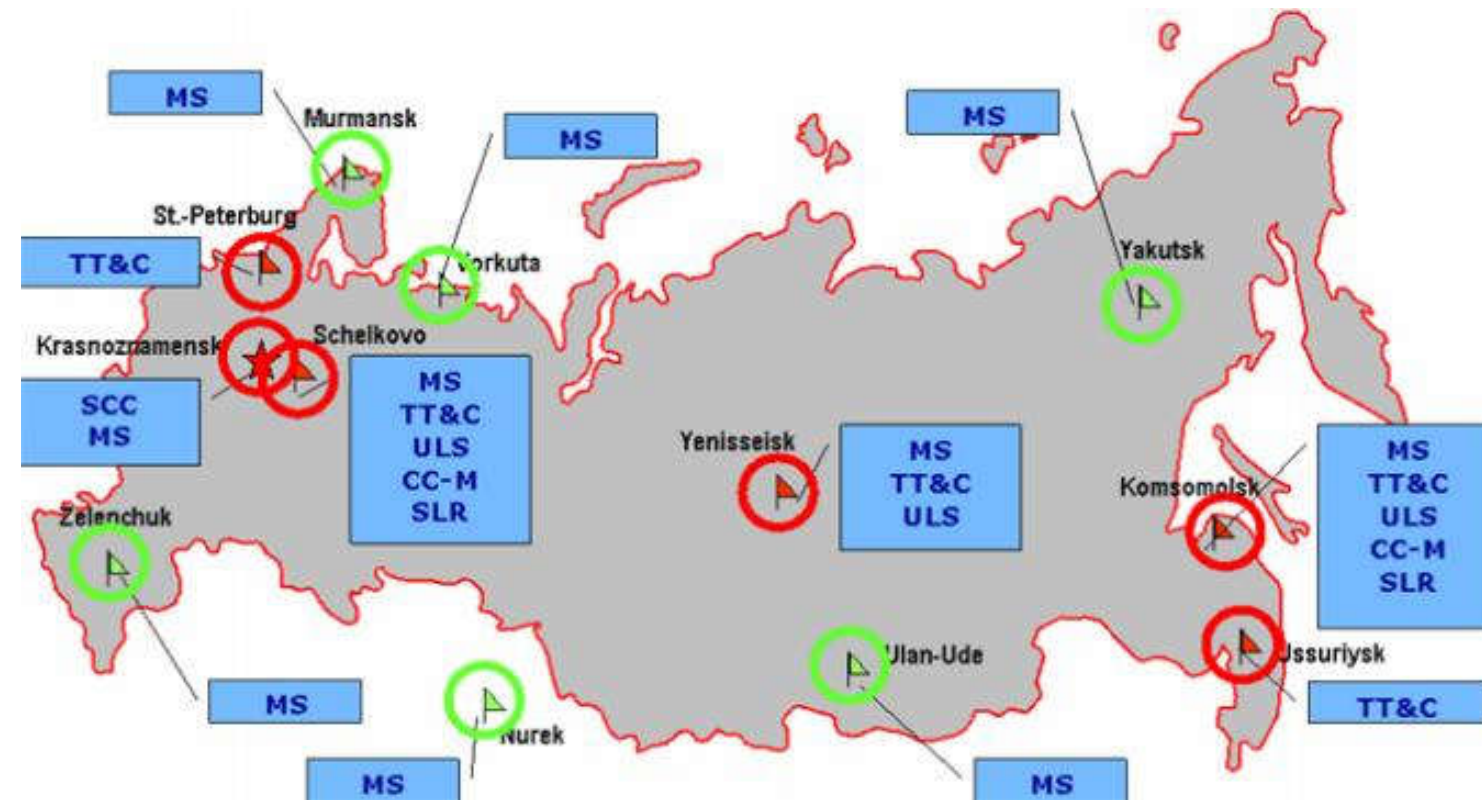 MS
Murmansk
MS
MS
St.-Peterburg
TT&C
Vorkuta
Yakutsk
Krasnoznamensk
Schelkovo
SCC
MS
MS
TT&C
ULS
CC-M
SLR
Yenisseisk
MS
TT&C
ULS
Komsomolsk
MS
TT&C
ULS
CC-M
SLR
Zelenchuk
MS
Nurek
MS
Ulan-Ude
MS
Ussuriysk
TT&C